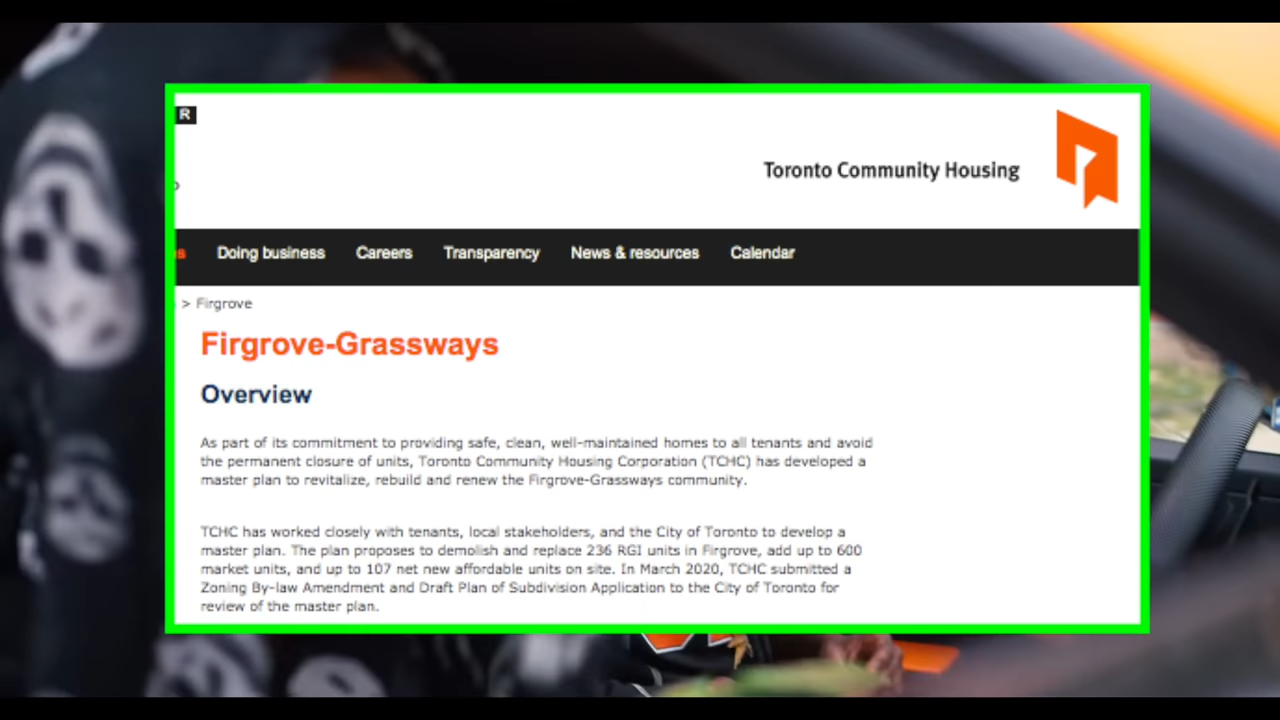 R
Toronto Community Housing
Doing business Careers Transparency News & resources Calendar
> Firgrove
Firgrove-Grassways
Overview
As part of its commitment to providing safe, clean, well-maintained homes to all tenants and avoid
the permanent closure of units, Toronto Community Housing Corporation (TCHC) has developed a
master plan to revitalize, rebuild and renew the Firgrove-Grassways community.
TCHC has worked closely with tenants, local stakeholders, and the City of Toronto to develop a
master plan. The plan proposes to demolish and replace 236 RGI units in Firgrove, add up to 600
market units, and up to 107 net new affordable units on site. In March 2020, TCHC submitted a
Zoning By-law Amendment and Draft Plan of Subdivision Application to the City of Toronto for
review of the master plan.